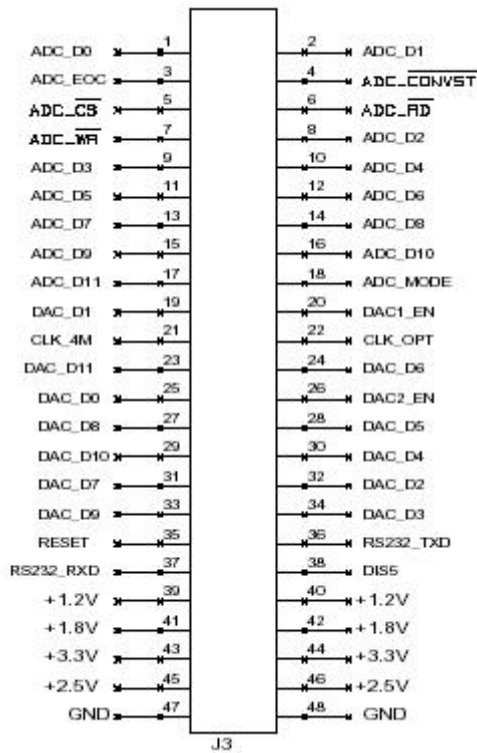 ADC_D0 1 2 ADC_D1
ADC_EOC 3 4 ADC_CONVST
ADC_CS 5 6 ADC_RD
ADC_WR 7 8 ADC_D2
ADC_D3 9 10 ADC_D4
ADC_D5 11 12 ADC_D6
ADC_D7 13 14 ADC_D8
ADC_D9 15 16 ADC_D10
ADC_D11 17 18 ADC_MODE
DAC_D1 19 20 DAC1_EN
CLK_4M 21 22 CLK_OPT
DAC_D11 23 24 DAC_D6
DAC_D0 25 26 DAC2_EN
DAC_D8 27 28 DAC_D5
DAC_D10 29 30 DAC_D4
DAC_D7 31 32 DAC_D2
DAC_D9 33 34 DAC_D3
RESET 35 36 RS232_TXD
RS232_RXD 37 38 DIS5
+1.2V 39 40 +1.2V
+1.8V 41 42 +1.8V
+3.3V 43 44 +3.3V
+2.5V 45 46 +2.5V
GND 47 48 GND
J3